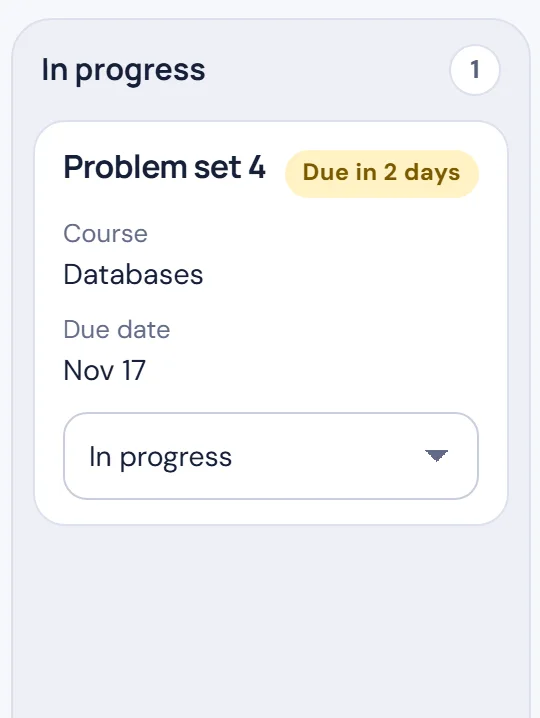 In progress
1
Problem set 4
Due in 2 days
Course
Databases
Due date
Nov 17
In progress